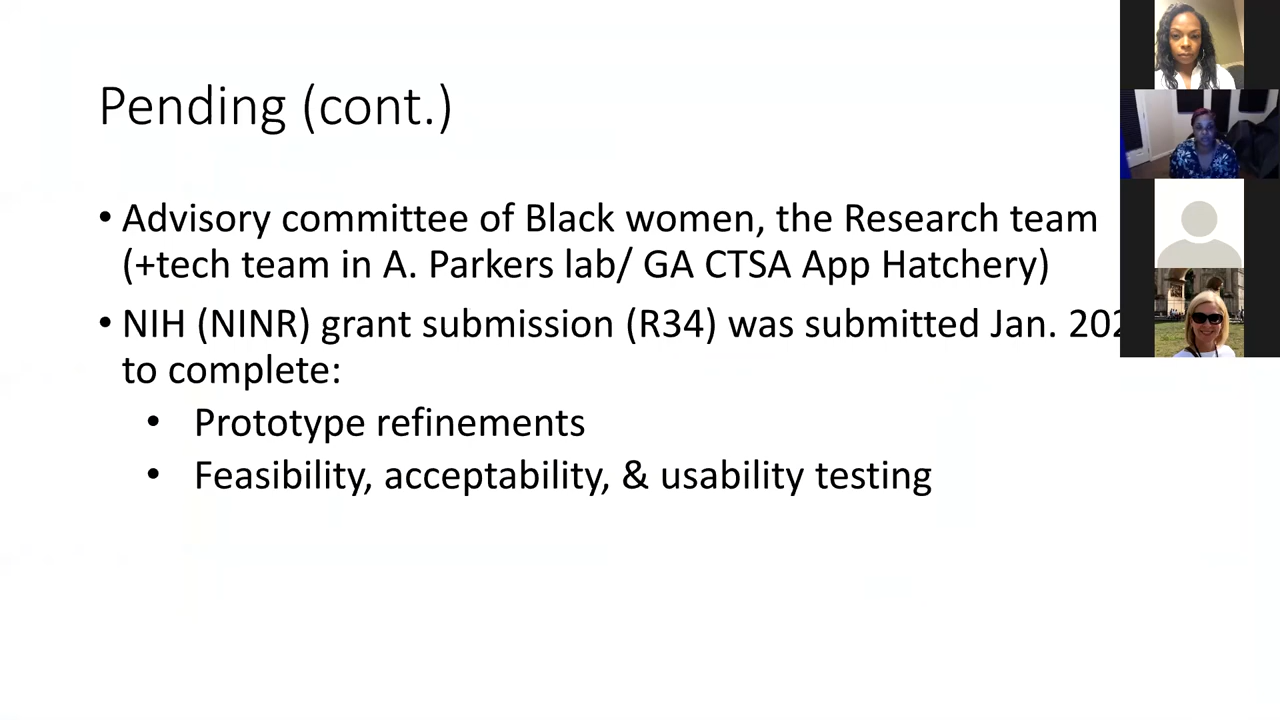 Pending (cont.)
• Advisory committee of Black women, the Research team
(+tech team in A. Parkers lab/ GA CTSA App Hatchery)
• NIH (NINR) grant submission (R34) was submitted Jan.
to complete:
• Prototype refinements
• Feasibility, acceptability, & usability testing